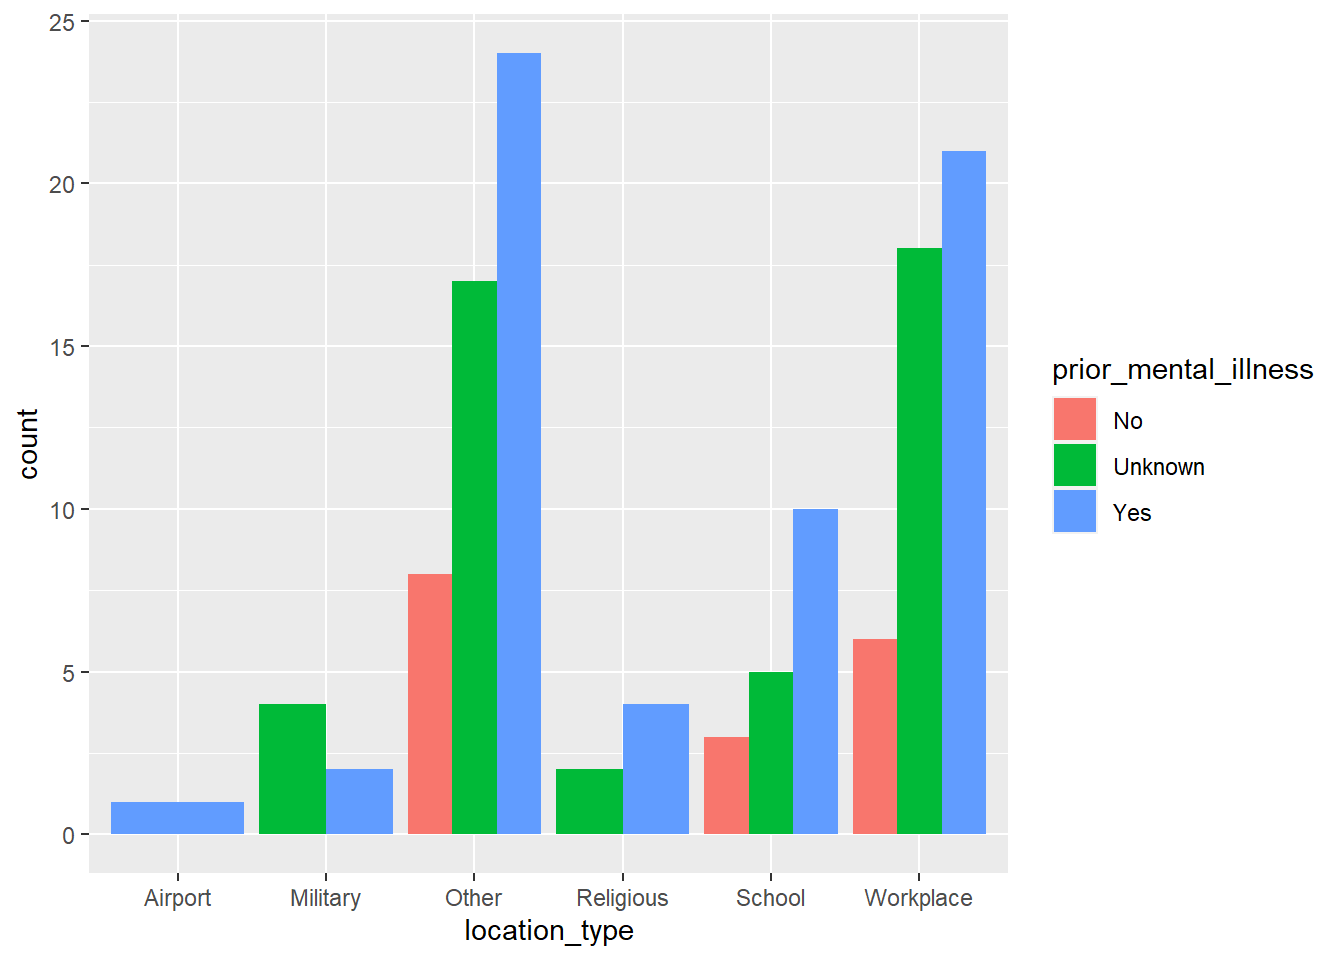 25
20
15
10
5
0
count
Airport Military Other Religious School Workplace
location_type
prior_mental_illness
No
Unknown
Yes